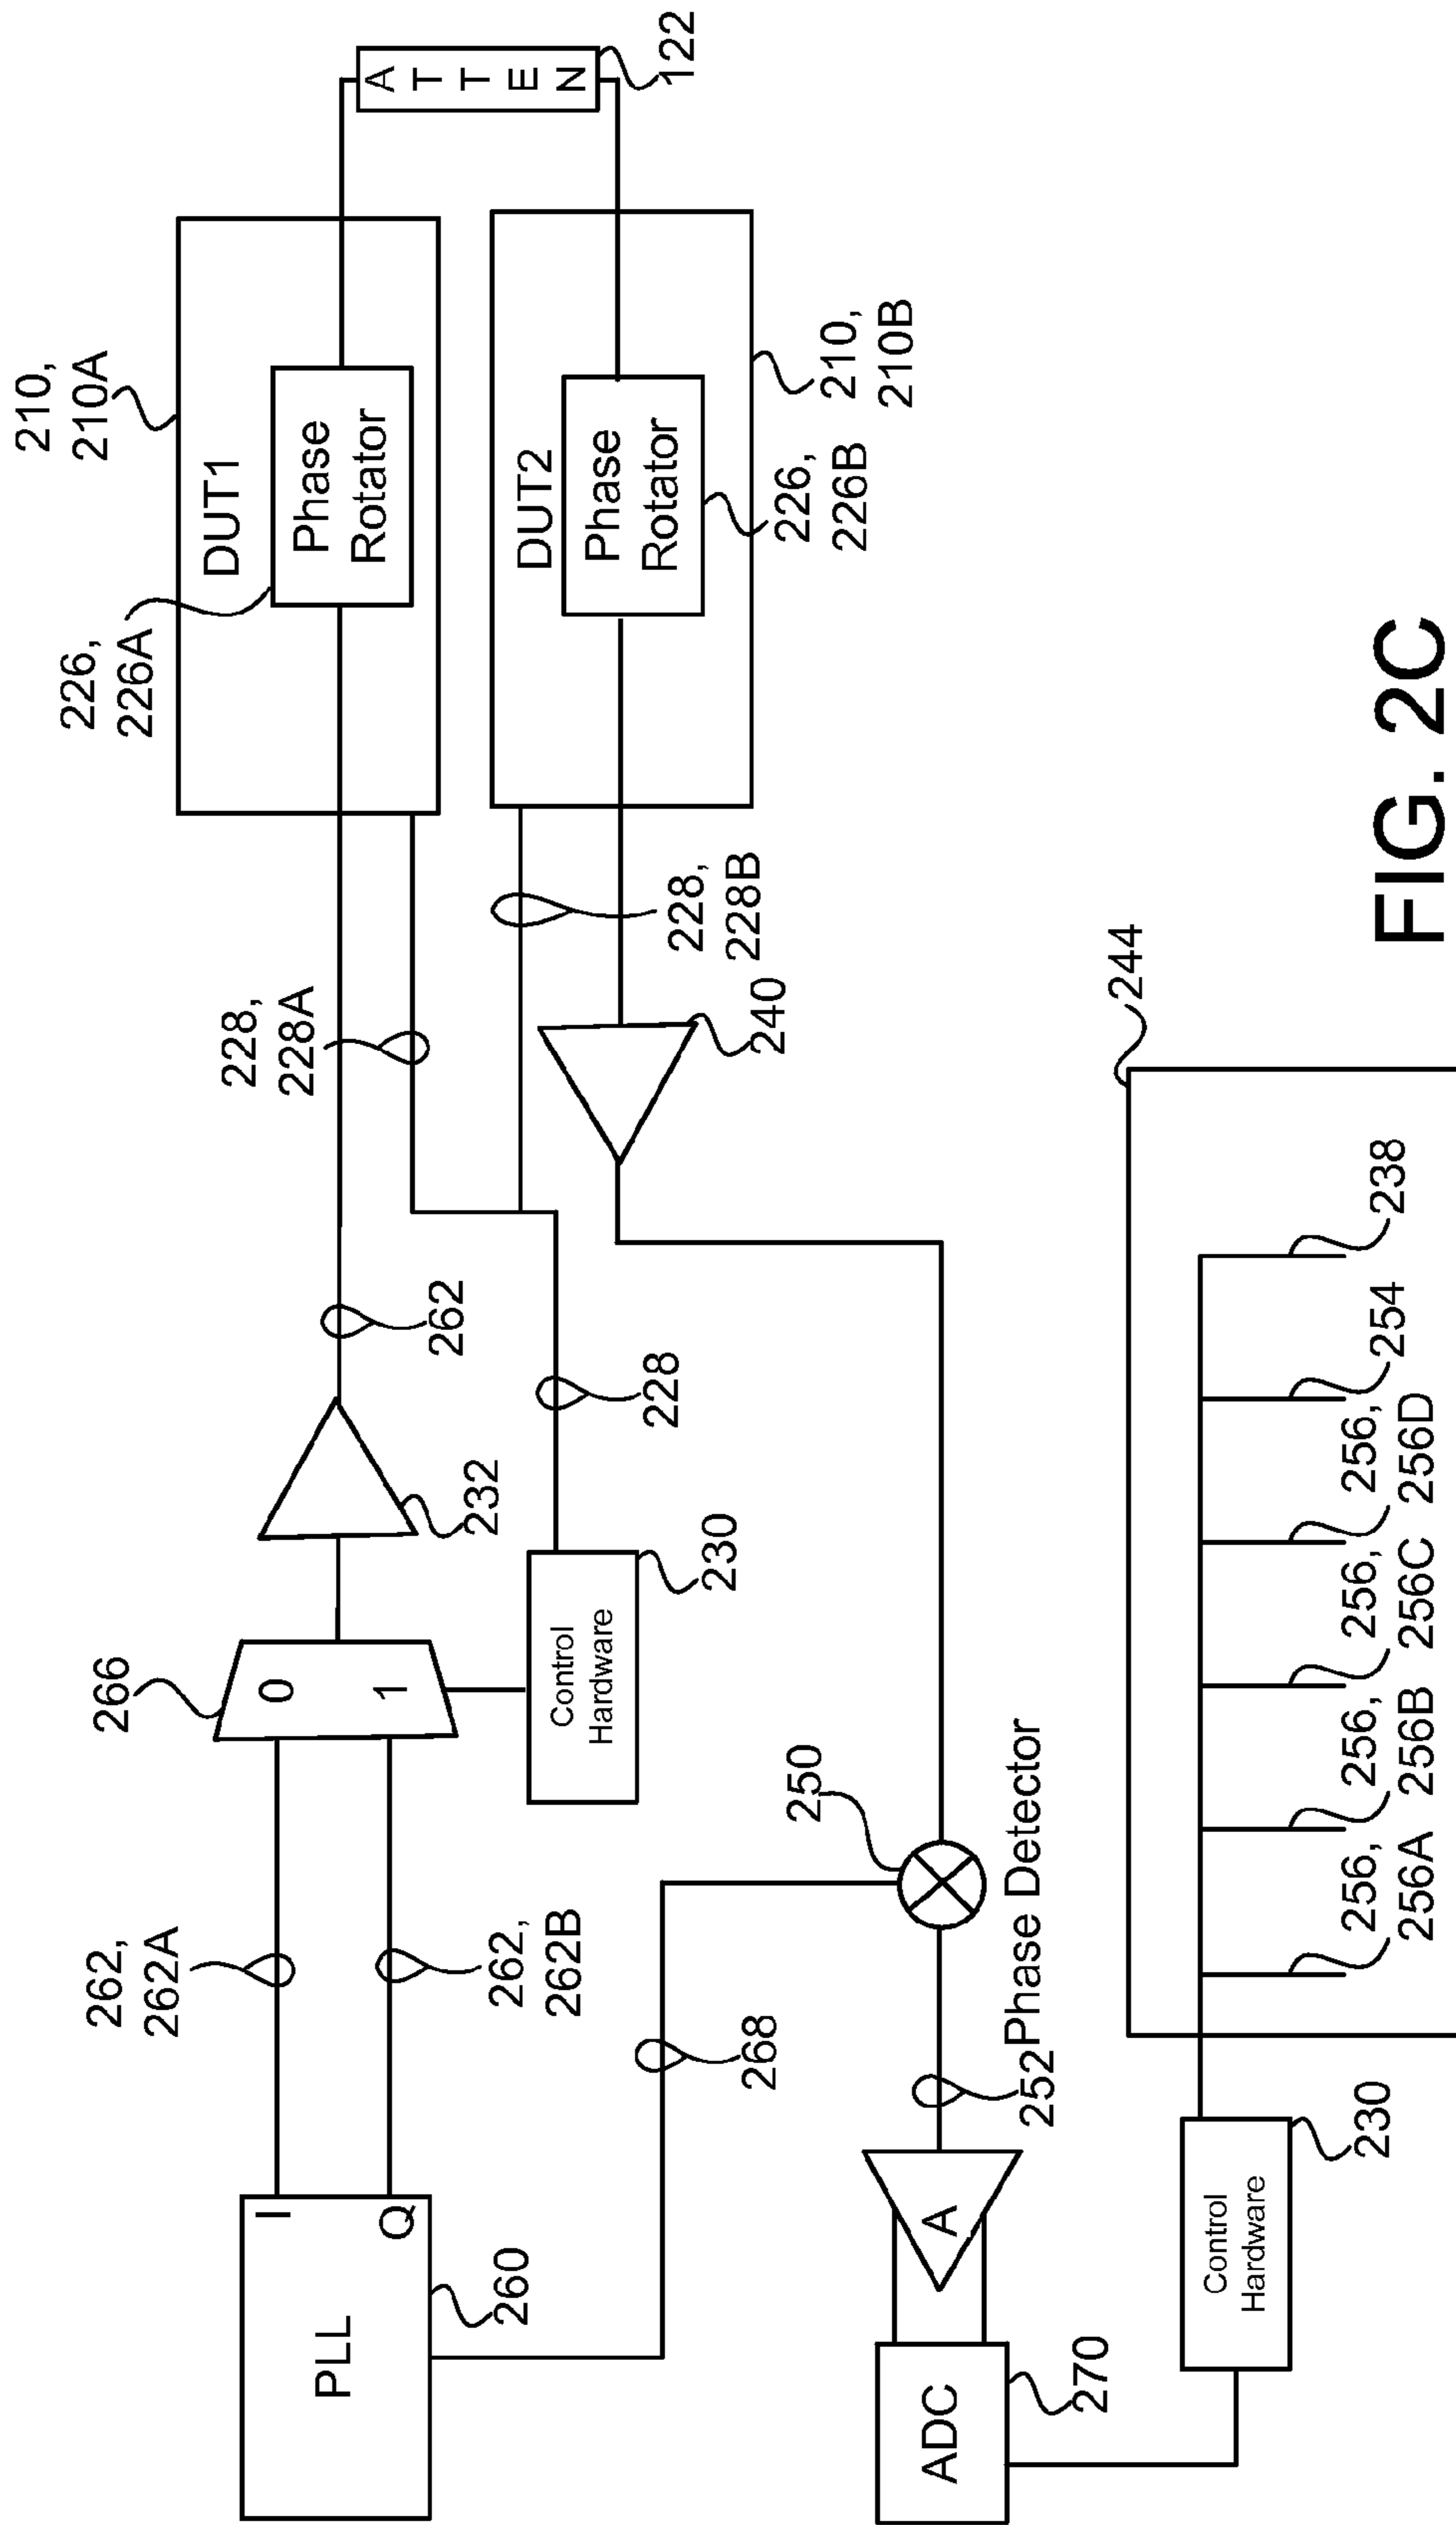 210,
210A
226,
226A
DUT1
Phase
Rotator
A
T
T
E
N
122
DUT2
Phase
Rotator
210,
210B
226,
226B
228,
228A
228,
228B
262
232
240
228
266
0
1
Control
Hardware
230
262,
262A
262,
262B
I
Q
PLL
260
268
250
Phase Detector
252
A
ADC
270
Control
Hardware
230
244
256,
256A
256,
256B
256,
256C
256,
256D
254
238
FIG. 2C